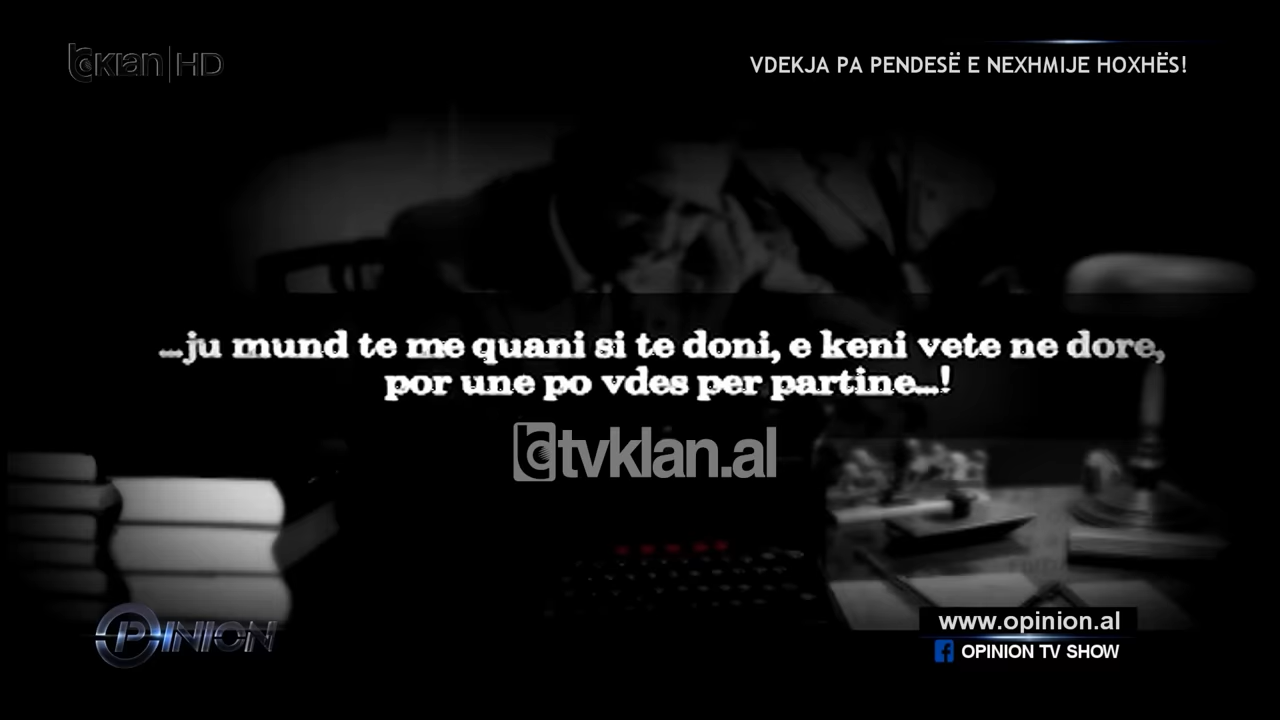 klan HD
VDEKJA PA PENDESË E NEXHMIJE HOXHËS!
...ju mund te me quani si te doni, e keni vete ne dore,
por une po vdes per partine...!
tvklan.al
OPINION
www.opinion.al
OPINION TV SHOW